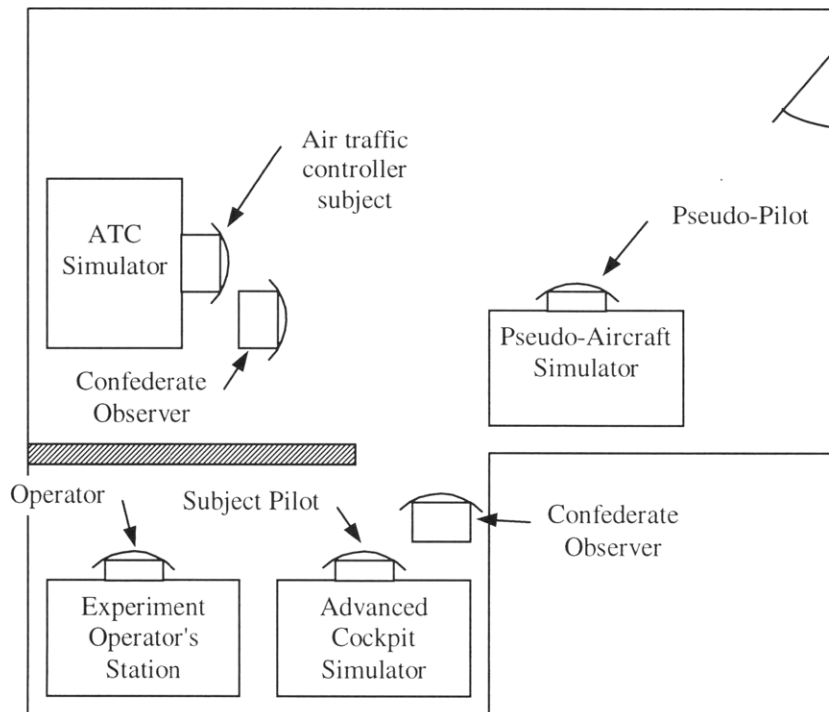 Air traffic
controller
subject
ATC
Simulator
Pseudo-Pilot
Pseudo-Aircraft
Simulator
Confederate
Observer
Operator
Subject Pilot
Confederate
Observer
Experiment
Operator's
Station
Advanced
Cockpit
Simulator